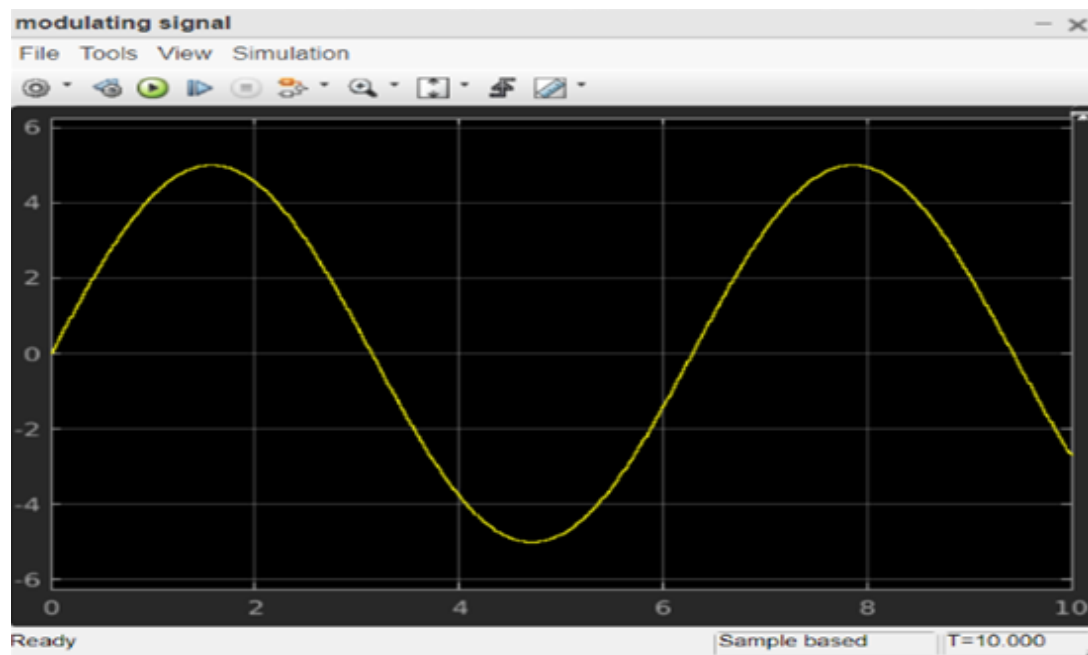 modulating signal
File Tools View Simulation
6
4
2
0
-2
-4
-6
0 2 4 6 8 10
Ready Sample based T=10.000